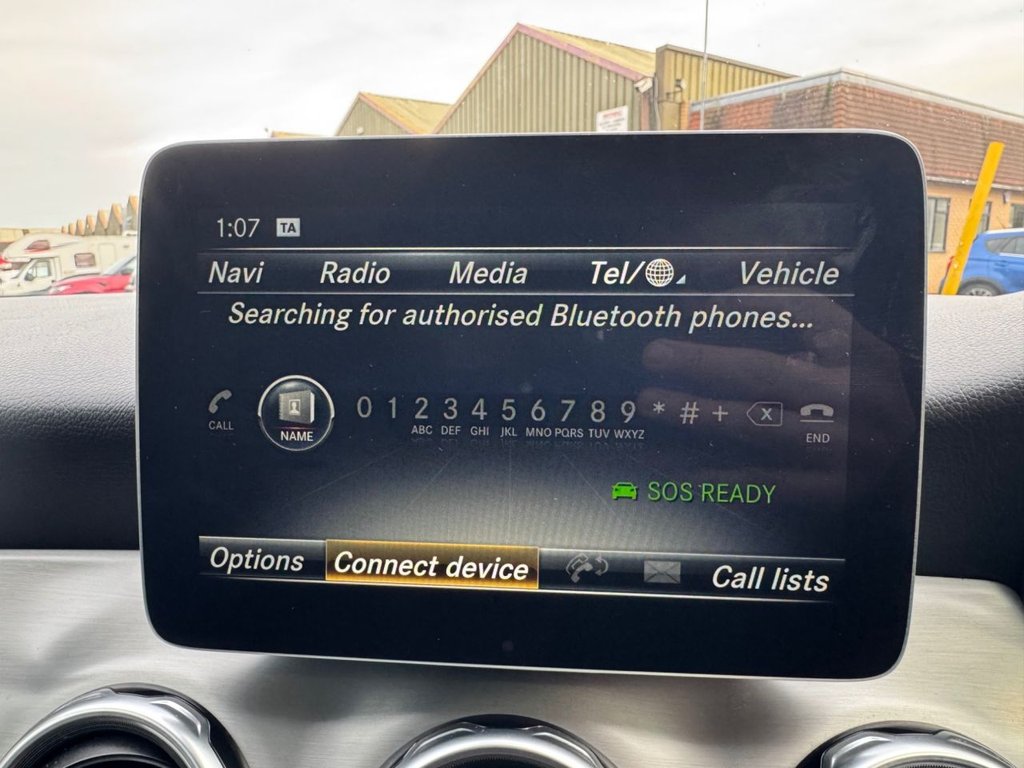 1:07 TA
Navi Radio Media Tel/ Vehicle
Searching for authorised Bluetooth phones...
CALL NAME 0 1 2 3 4 5 6 7 8 9 * # + X END
ABC DEF GHI JKL MNO PQRS TUV WXYZ
SOS READY
Options Connect device Call lists